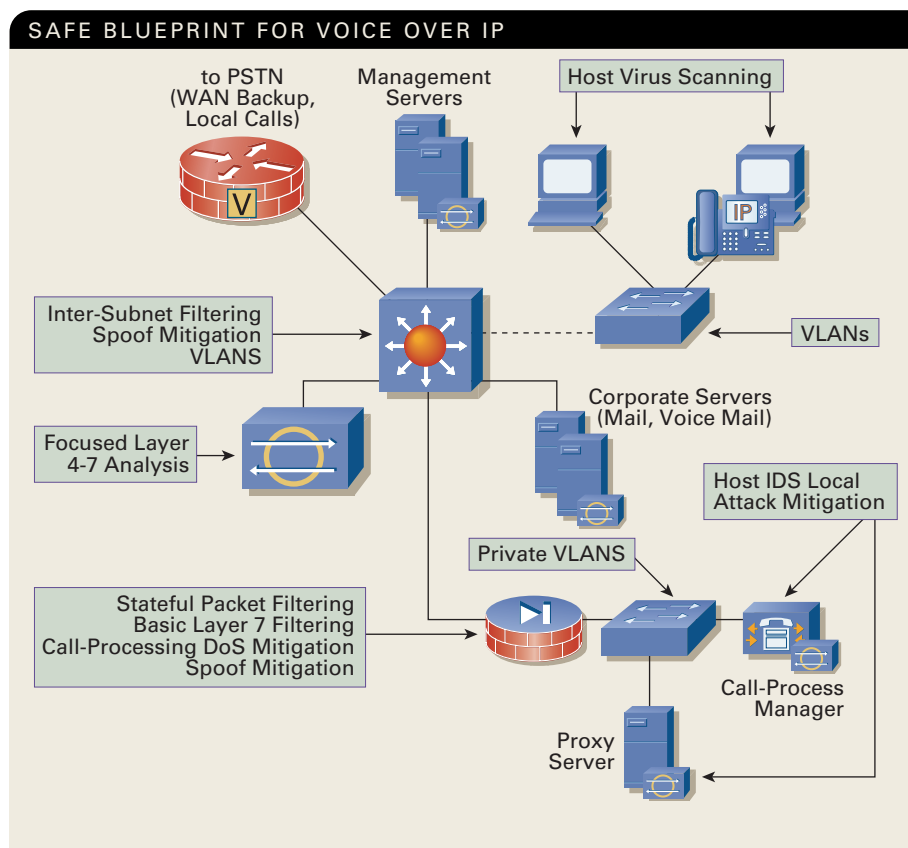 SAFE BLUEPRINT FOR VOICE OVER IP
to PSTN
(WAN Backup,
Local Calls)
Management
Servers
Host Virus Scanning
V
IP
Inter-Subnet Filtering
Spoof Mitigation
VLANS
VLANs
Corporate Servers
(Mail, Voice Mail)
Focused Layer
4-7 Analysis
Host IDS Local
Attack Mitigation
Private VLANS
Stateful Packet Filtering
Basic Layer 7 Filtering
Call-Processing DoS Mitigation
Spoof Mitigation
Call-Process
Manager
Proxy
Server